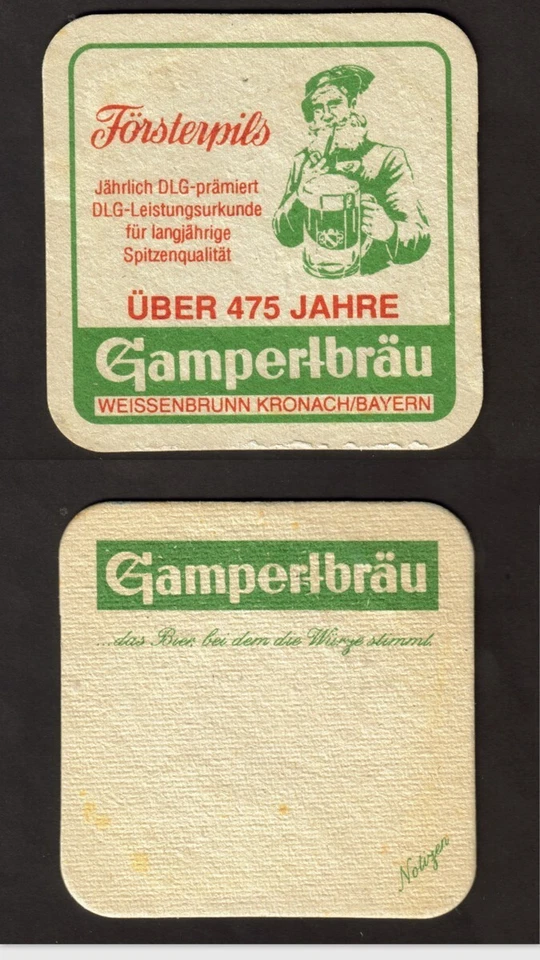 Försterpils
Jährlich DLG-prämiert
DLG-Leistungsurkunde
für langjährige
Spitzenqualität
ÜBER 475 JAHRE
Gampertbräu
WEISSENBRUNN KRONACH/BAYERN
Gampertbräu
...das Bier, bei dem die Würze stimmt.
Notizen